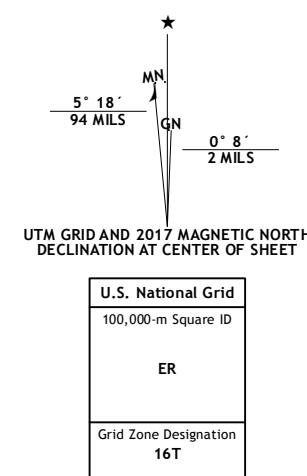 ★
MN.
5° 18´
94 MILS
GN
0° 8´
2 MILS
UTM GRID AND 2017 MAGNETIC NORTH
DECLINATION AT CENTER OF SHEET
U.S. National Grid
100,000-m Square ID
ER
Grid Zone Designation
16T